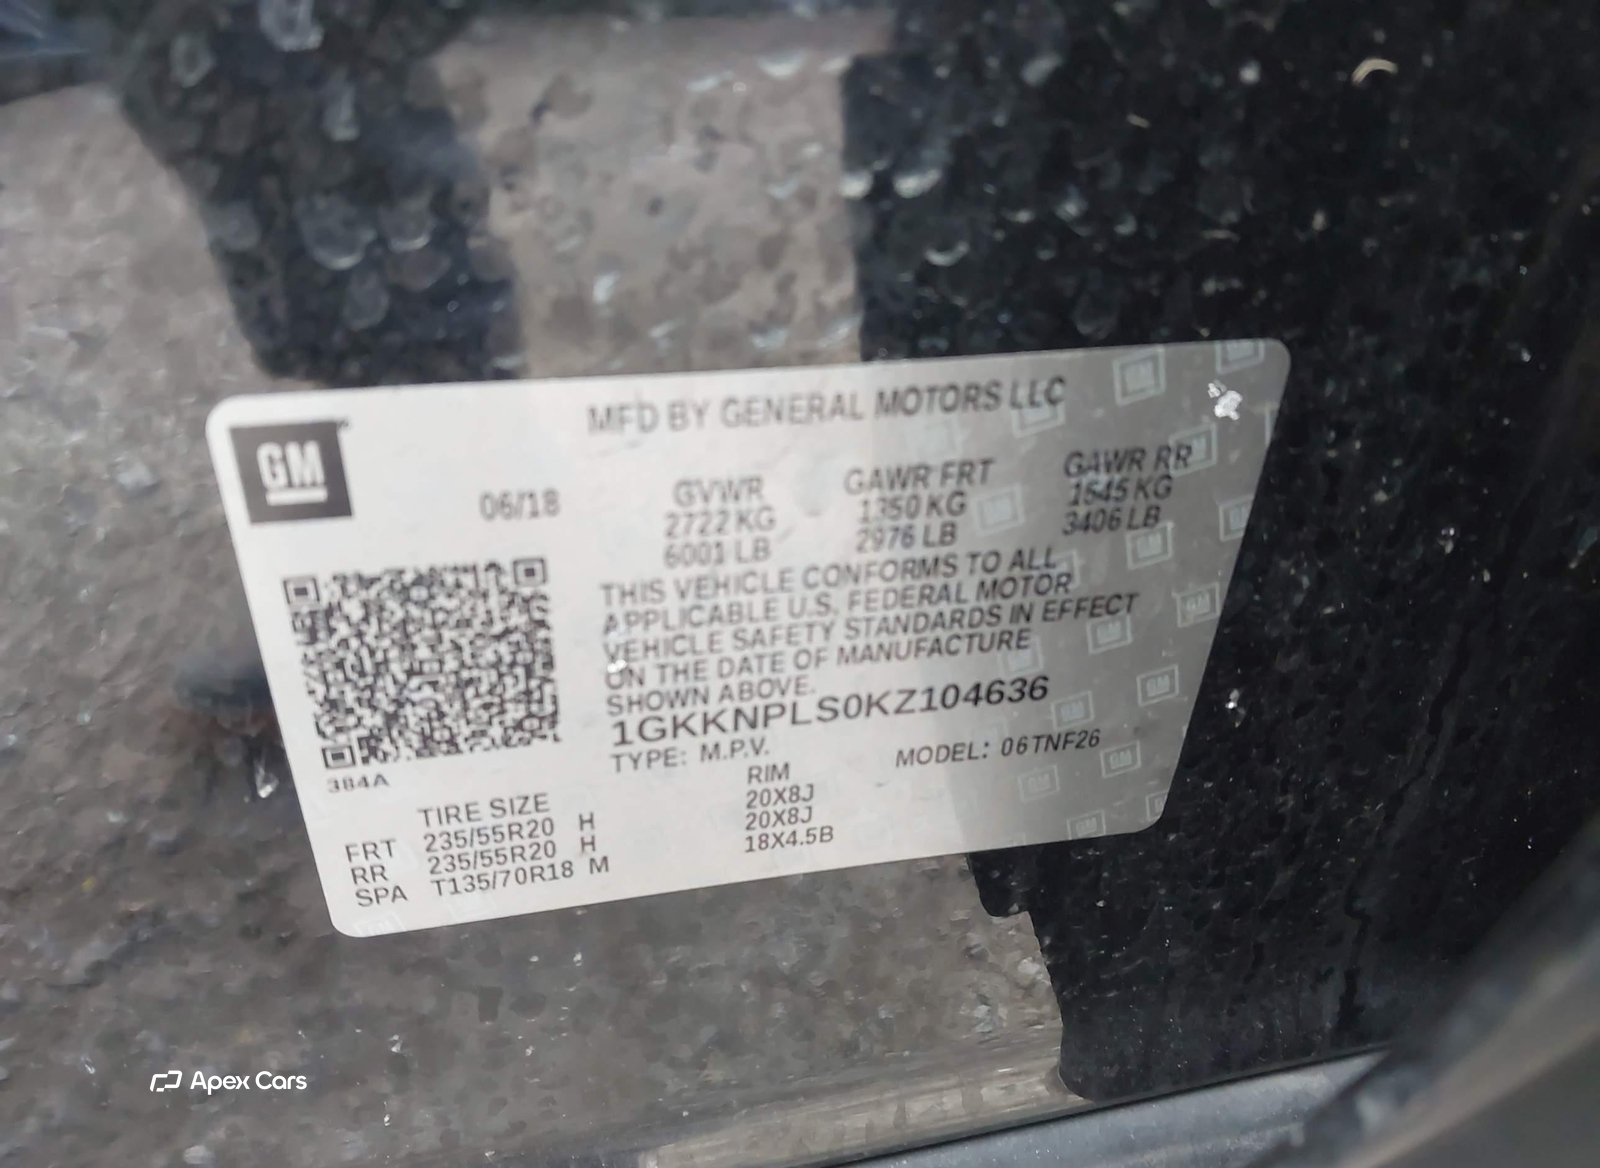 GM
MFD BY GENERAL MOTORS LLC
06/18
GVWR GAWR FRT GAWR RR
2722 KG 1350 KG 1545 KG
6001 LB 2976 LB 3406 LB
THIS VEHICLE CONFORMS TO ALL
APPLICABLE U.S. FEDERAL MOTOR
VEHICLE SAFETY STANDARDS IN EFFECT
ON THE DATE OF MANUFACTURE
SHOWN ABOVE.
1GKKNPLS0KZ104636
TYPE: M.P.V. MODEL: 06TNF26
384A
TIRE SIZE RIM
FRT 235/55R20 H 20X8J
RR 235/55R20 H 20X8J
SPA T135/70R18 M 18X4.5B
Apex Cars